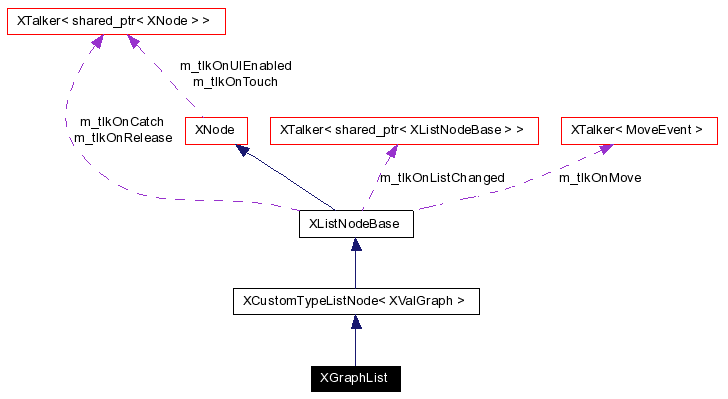 XTalker< shared_ptr< XNode > >
m_tlkOnUIEnabled
m_tlkOnTouch
m_tlkOnCatch
m_tlkOnRelease
XNode
XTalker< shared_ptr< XListNodeBase > >
XTalker< MoveEvent >
m_tlkOnListChanged
m_tlkOnMove
XListNodeBase
XCustomTypeListNode< XValGraph >
XGraphList